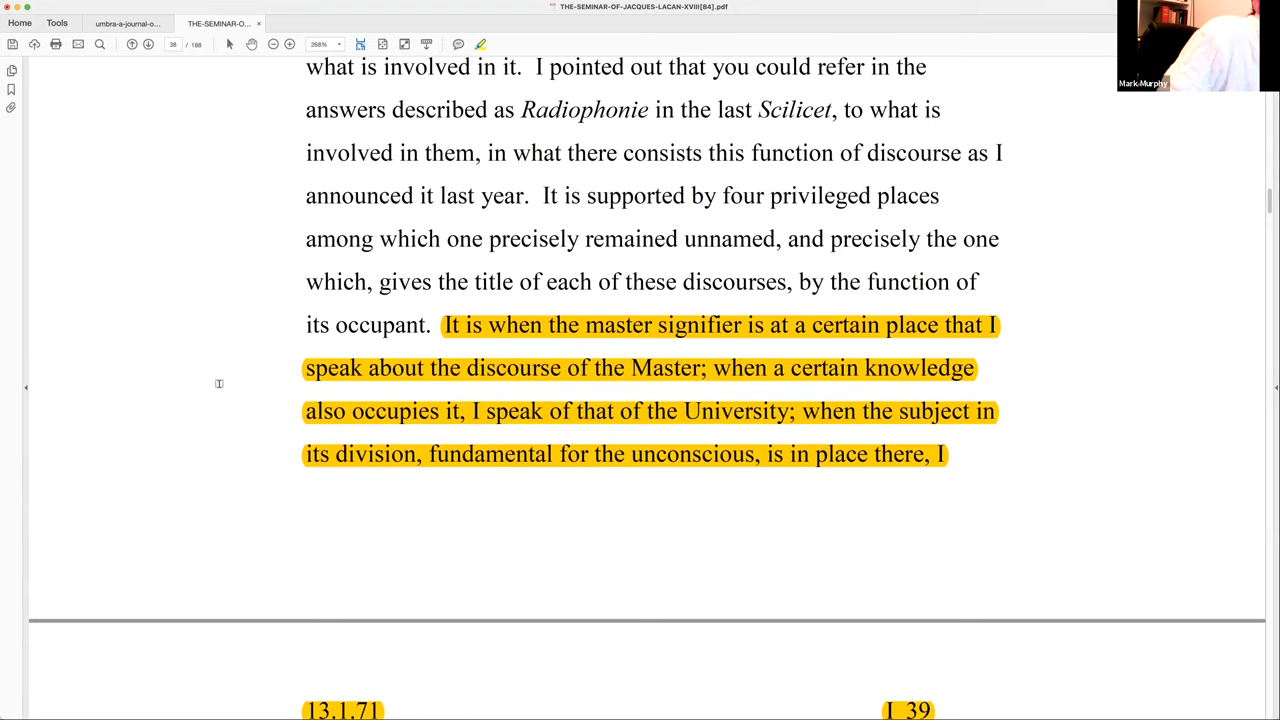 THE-SEMINAR-OF-JACQUES-LACAN-XVIII[84].pdf
Home Tools umbra-a-journal-o... THE-SEMINAR-O... ×
38 / 188 268%
what is involved in it. I pointed out that you could refer in the
answers described as Radiophonie in the last Scilicet, to what is
involved in them, in what there consists this function of discourse as I
announced it last year. It is supported by four privileged places
among which one precisely remained unnamed, and precisely the one
which, gives the title of each of these discourses, by the function of
its occupant. It is when the master signifier is at a certain place that I
speak about the discourse of the Master; when a certain knowledge
also occupies it, I speak of that of the University; when the subject in
its division, fundamental for the unconscious, is in place there, I
13.1.71 I 39
Mark Murphy